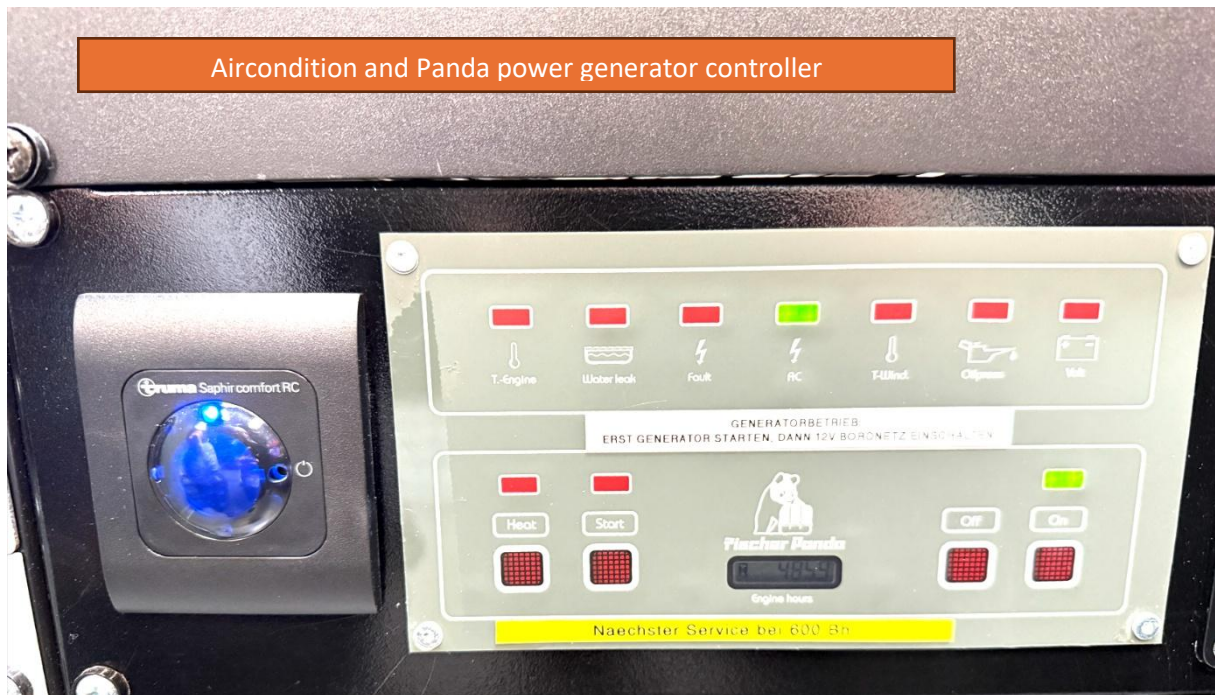 Aircondition and Panda power generator controller
truma Saphir comfort RC
T.-Engine
Water leak
Fault
AC
T-Wind.
Oilpress
Volt
GENERATORBETRIEB
ERST GENERATOR STARTEN, DANN 12V BORDNETZ EINSCHALTEN
Heat
Start
Off
On
Fischer Panda
Engine hours
Naechster Service bei 600 Bh